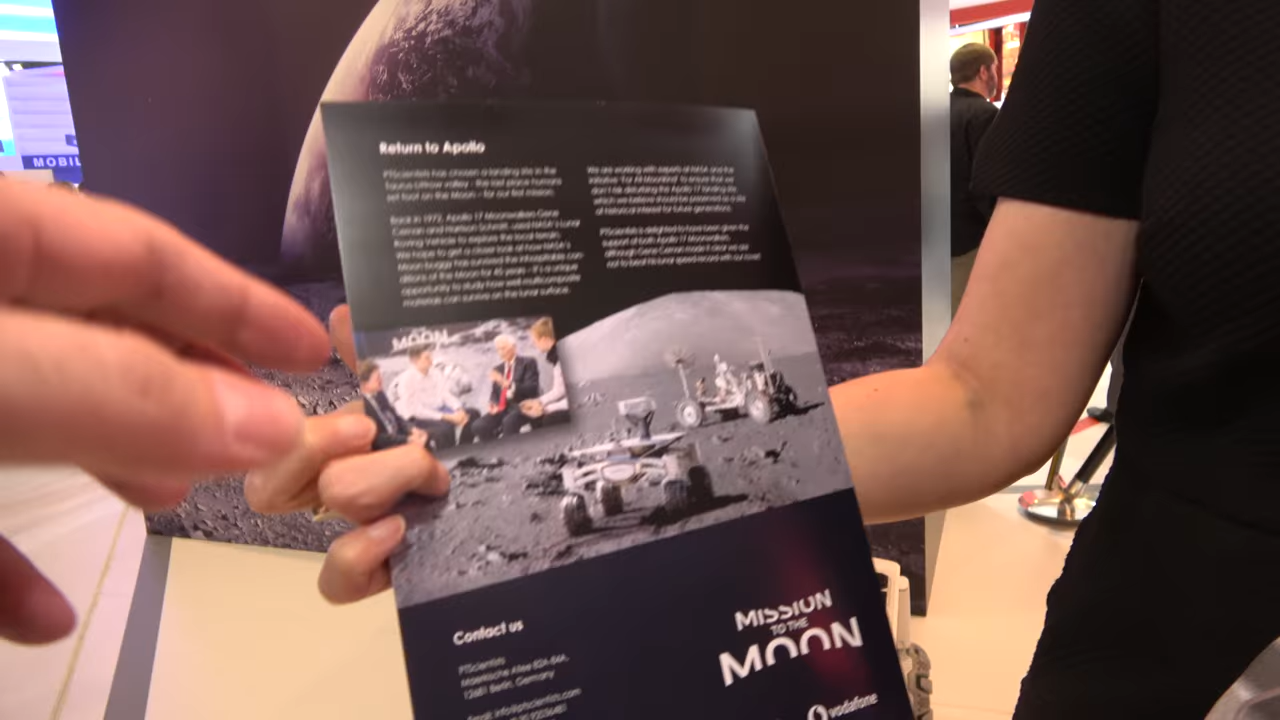 MOBIL
Return to Apollo
PTScientists has chosen a landing site in the
Taurus Littrow valley - the last place humans
set foot on the Moon - for our first mission.
Back in 1972, Apollo 17 Moonwalkers Gene
Cernan and Harrison Schmitt, used NASA's Lunar
Roving Vehicle to explore the local terrain.
We hope to get a closer look at how NASA's
Moon buggy has survived the inhospitable con-
ditions of the Moon for 45 years - it's a unique
opportunity to study how well multicomposite
materials can survive on the lunar surface.
We are working with experts at NASA and the
initiative 'For All Moonkind' to ensure that we
don't risk disturbing the Apollo 17 landing site,
which we believe should be preserved as a site
of historical interest for future generations.
PTScientists is delighted to have been given the
support of both Apollo 17 Moonwalkers,
although Gene Cernan made it clear we are
not to beat his lunar speed record with our rover!
MOON
Contact us
PTScientists
Maerkische Allee
12681 Berlin, Germany
Email: info@ptscientists.com
MISSION
TO THE
MOON
vodafone